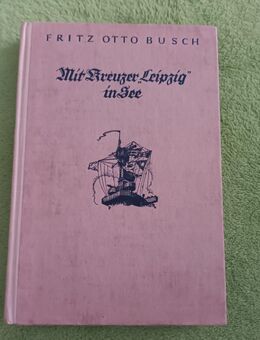 FRITZ OTTO BUSCH
Mit Kreuzer „Leipzig“
in See